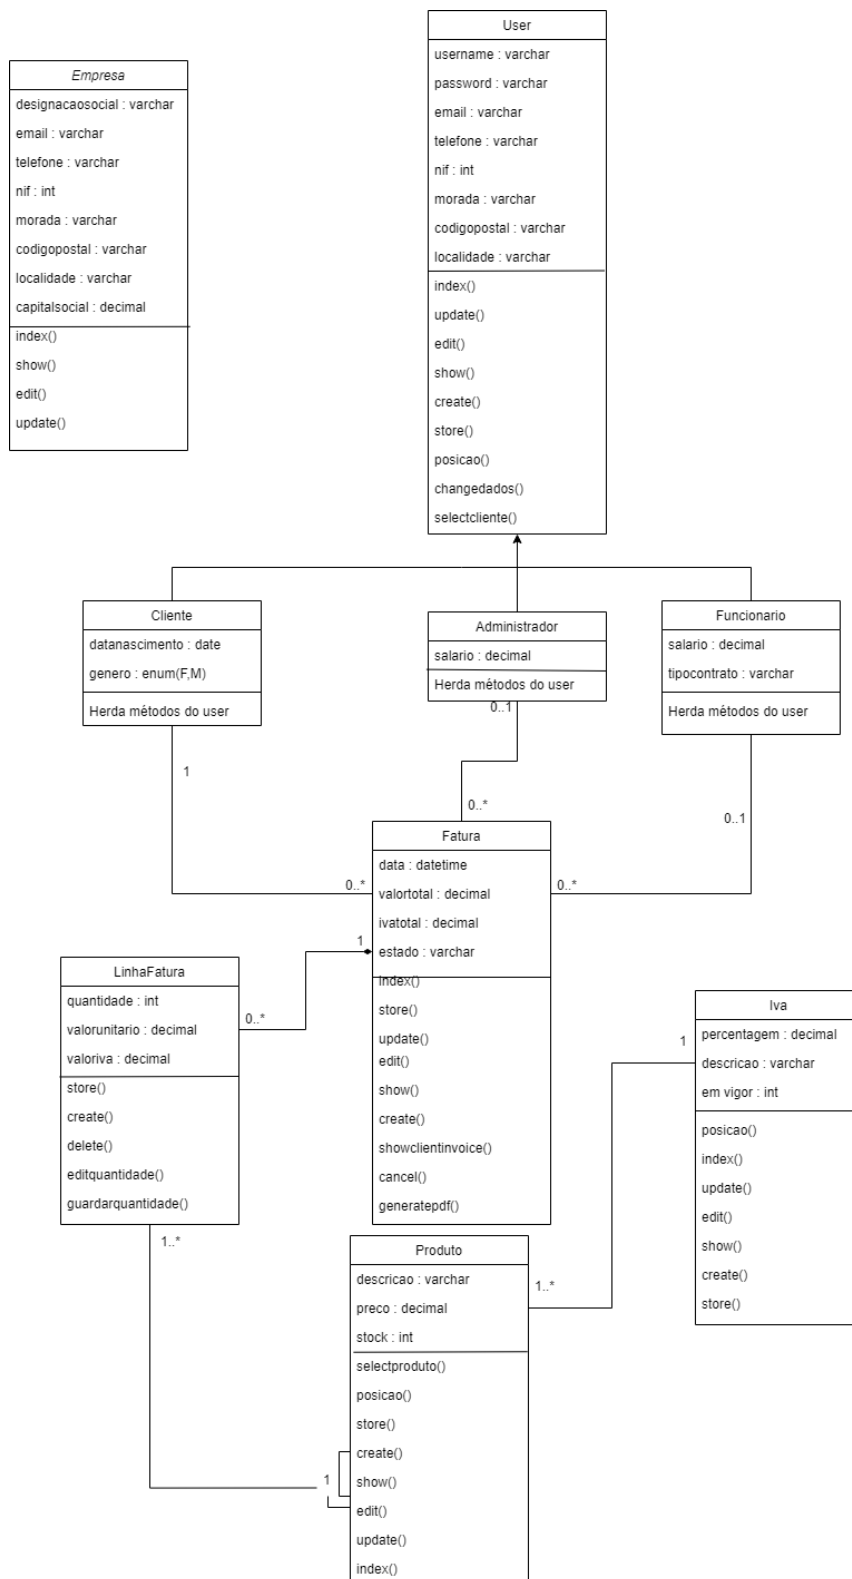 User
username : varchar
password : varchar
email : varchar
telefone : varchar
nif : int
morada : varchar
codigopostal : varchar
localidade : varchar
index()
update()
edit()
show()
create()
store()
posicao()
changedados()
selectcliente()
Empresa
designacaosocial : varchar
email : varchar
telefone : varchar
nif : int
morada : varchar
codigopostal : varchar
localidade : varchar
capitalsocial : decimal
index()
show()
edit()
update()
Cliente
datanascimento : date
genero : enum(F,M)
Herda métodos do user
Administrador
salario : decimal
Herda métodos do user
Funcionario
salario : decimal
tipocontrato : varchar
Herda métodos do user
1
0..1
0..*
0..1
0..*
0..*
Fatura
data : datetime
valortotal : decimal
ivatotal : decimal
estado : varchar
index()
store()
update()
edit()
show()
create()
showclientinvoice()
cancel()
generatepdf()
1
0..*
LinhaFatura
quantidade : int
valorunitario : decimal
valoriva : decimal
store()
create()
delete()
editquantidade()
guardarquantidade()
1..*
Iva
percentagem : decimal
descricao : varchar
em vigor : int
posicao()
index()
update()
edit()
show()
create()
store()
1
1..*
Produto
descricao : varchar
preco : decimal
stock : int
selectproduto()
posicao()
store()
create()
show()
edit()
update()
index()
1